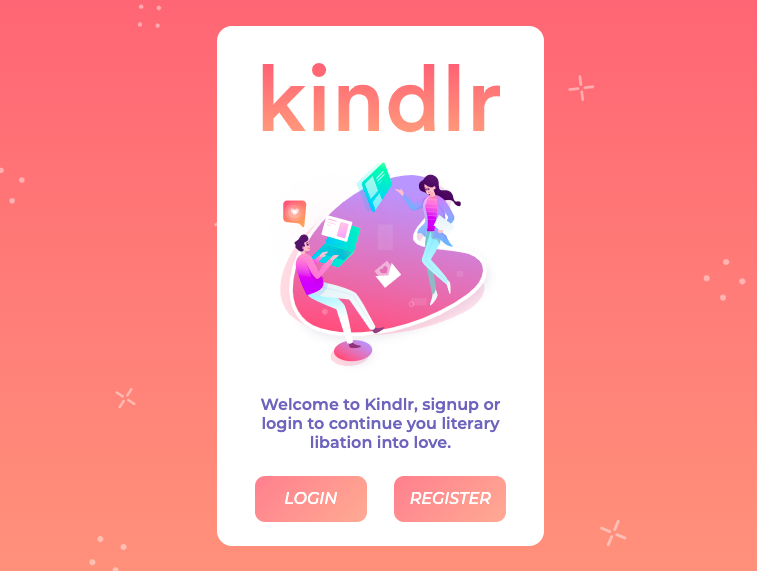 kindlr
Welcome to Kindlr, signup or
login to continue you literary
libation into love.
LOGIN
REGISTER